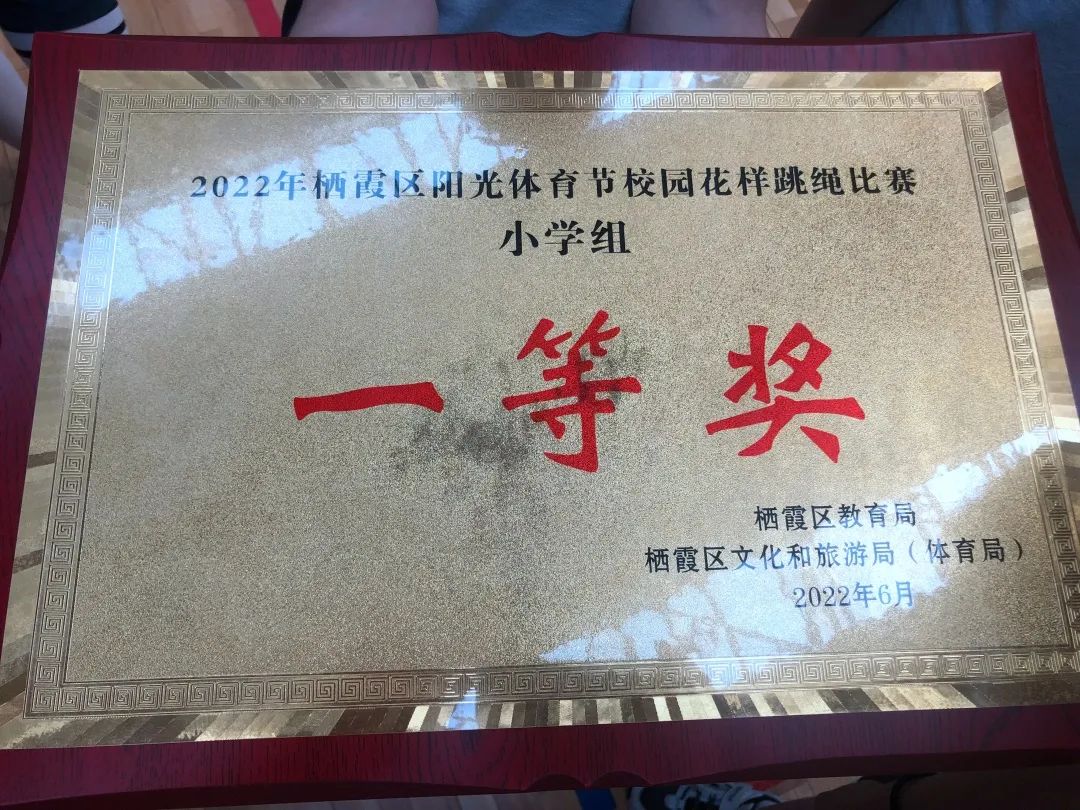 2022年栖霞区阳光体育节校园花样跳绳比赛
小学组
一等奖
栖霞区教育局
栖霞区文化和旅游局（体育局）
2022年6月